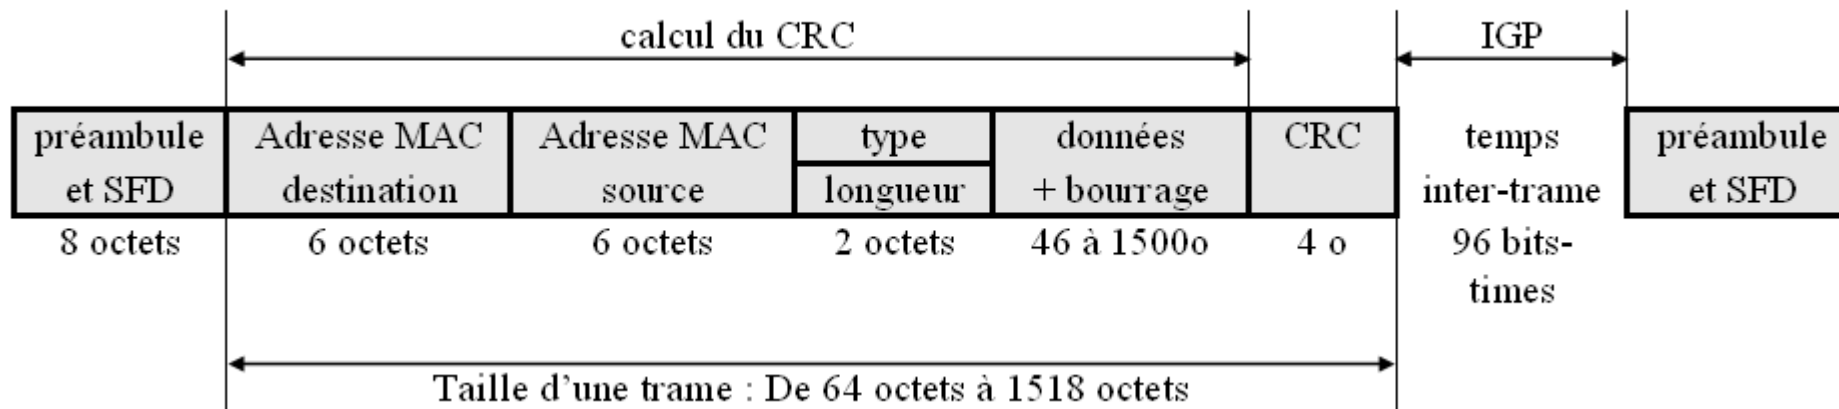 calcul du CRC
IGP
préambule et SFD
Adresse MAC destination
Adresse MAC source
type
longueur
données + bourrage
CRC
temps inter-trame
préambule et SFD
8 octets
6 octets
6 octets
2 octets
46 à 1500o
4 o
96 bits-times
Taille d’une trame : De 64 octets à 1518 octets